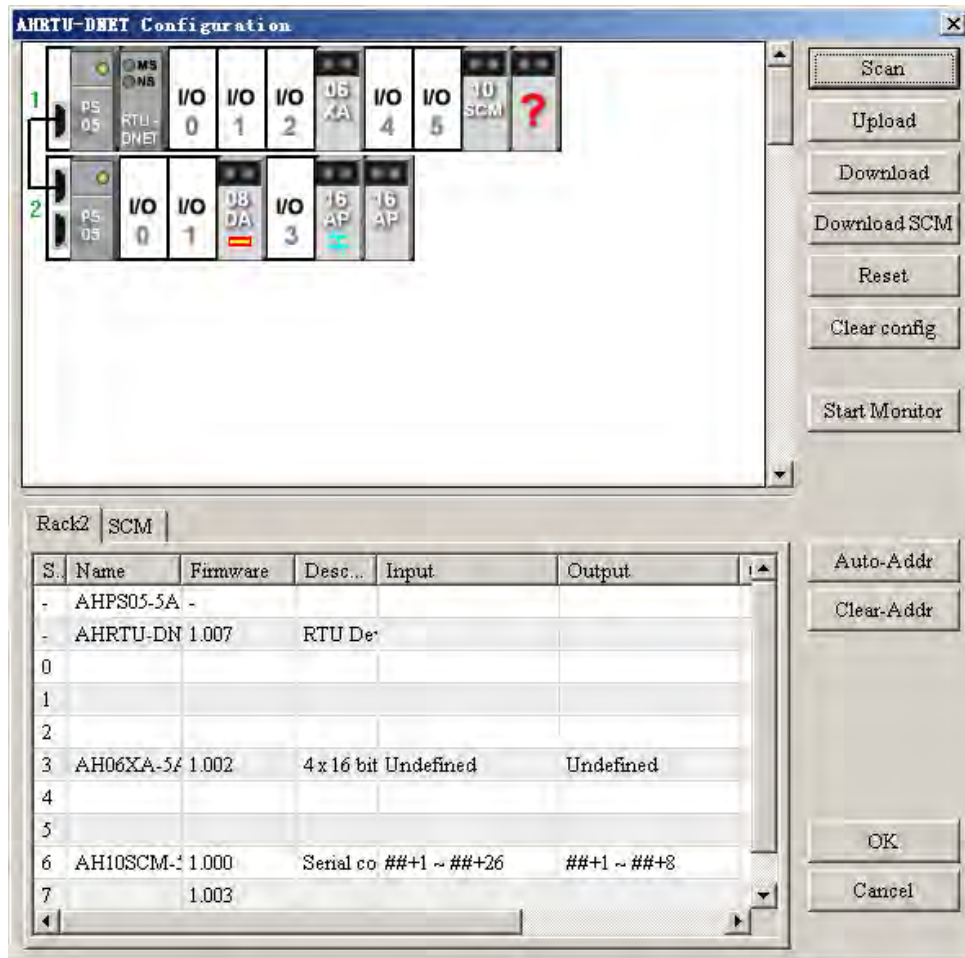 AHRTU-DNET Configuration
1
PS
05
MS
NS
RTU -
DNET
I/O
0
I/O
1
I/O
2
06
XA
I/O
4
I/O
5
10
SCM
?
2
PS
05
I/O
0
I/O
1
08
DA
I/O
3
16
AP
16
AP
Scan
Upload
Download
Download SCM
Reset
Clear config
Start Monitor
Rack2 SCM
S.. Name Firmware Desc... Input Output
- AHPS05-5A -
- AHRTU-DN 1.007 RTU De
0
1
2
3 AH06XA-5A 1.002 4 x 16 bit Undefined Undefined
4
5
6 AH10SCM-5 1.000 Serial co ##+1 ~ ##+26 ##+1 ~ ##+8
7 1.003
Auto-Addr
Clear-Addr
OK
Cancel